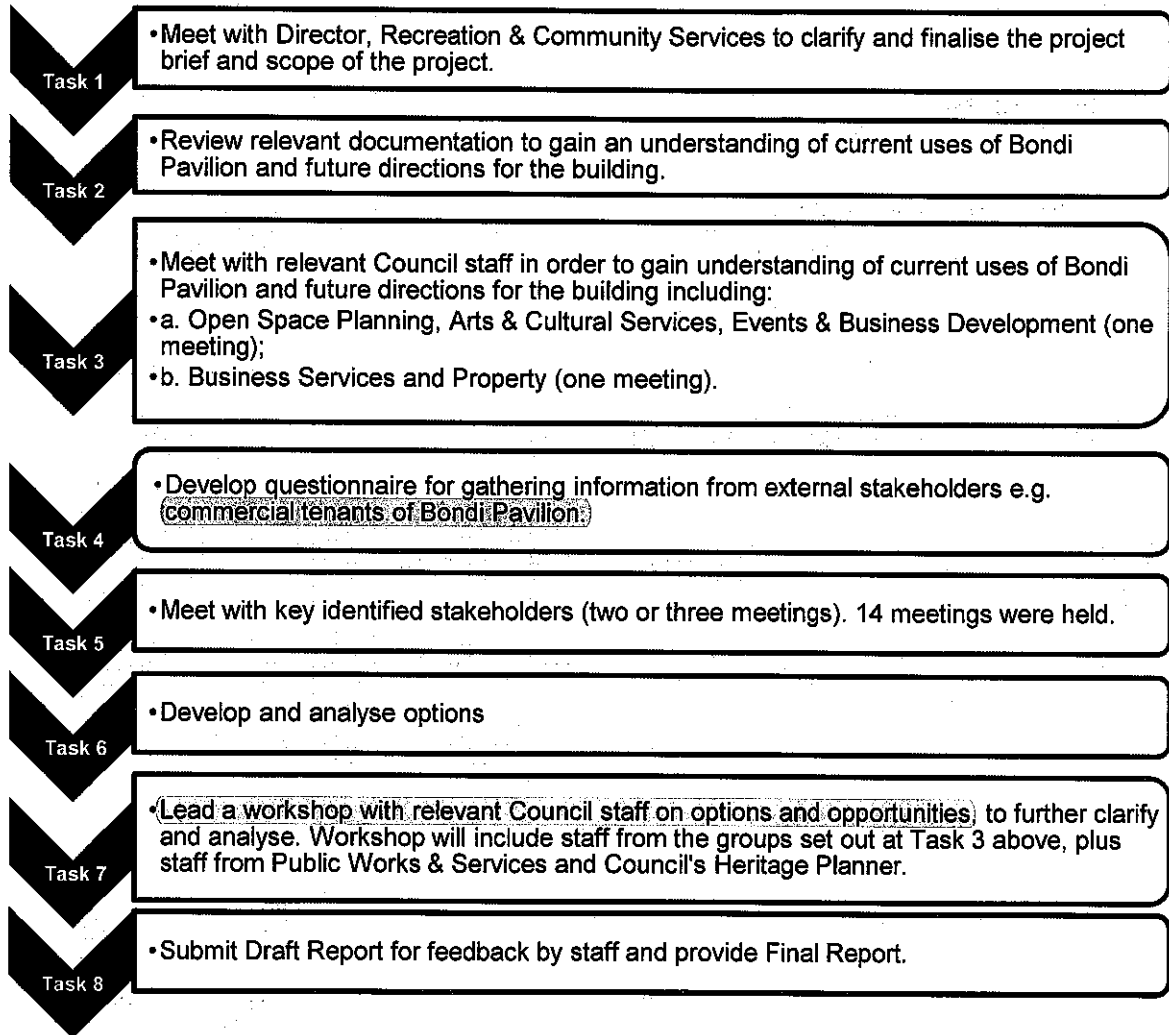 •Meet with Director, Recreation & Community Services to clarify and finalise the project
brief and scope of the project.
Task 1
•Review relevant documentation to gain an understanding of current uses of Bondi
Pavilion and future directions for the building.
Task 2
•Meet with relevant Council staff in order to gain understanding of current uses of Bondi
Pavilion and future directions for the building including:
•a. Open Space Planning, Arts & Cultural Services, Events & Business Development (one
meeting);
•b. Business Services and Property (one meeting).
Task 3
•Develop questionnaire for gathering information from external stakeholders e.g.
commercial tenants of Bondi Pavilion.
Task 4
•Meet with key identified stakeholders (two or three meetings). 14 meetings were held.
Task 5
•Develop and analyse options
Task 6
•Lead a workshop with relevant Council staff on options and opportunities, to further clarify
and analyse. Workshop will include staff from the groups set out at Task 3 above, plus
staff from Public Works & Services and Council's Heritage Planner.
Task 7
•Submit Draft Report for feedback by staff and provide Final Report.
Task 8